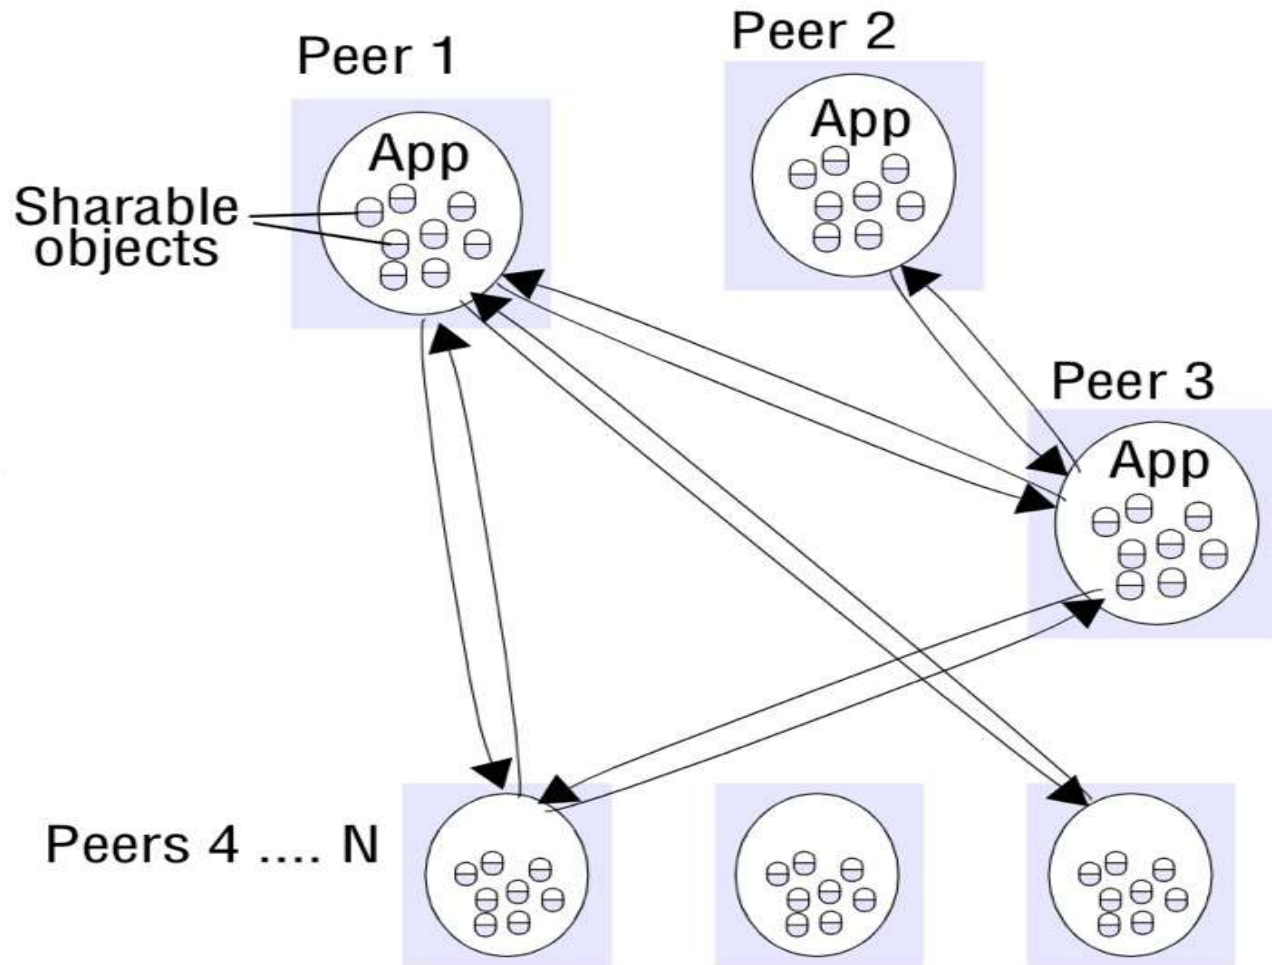 Peer 1
Peer 2
App
App
Sharable
objects
Peer 3
App
Peers 4 .... N